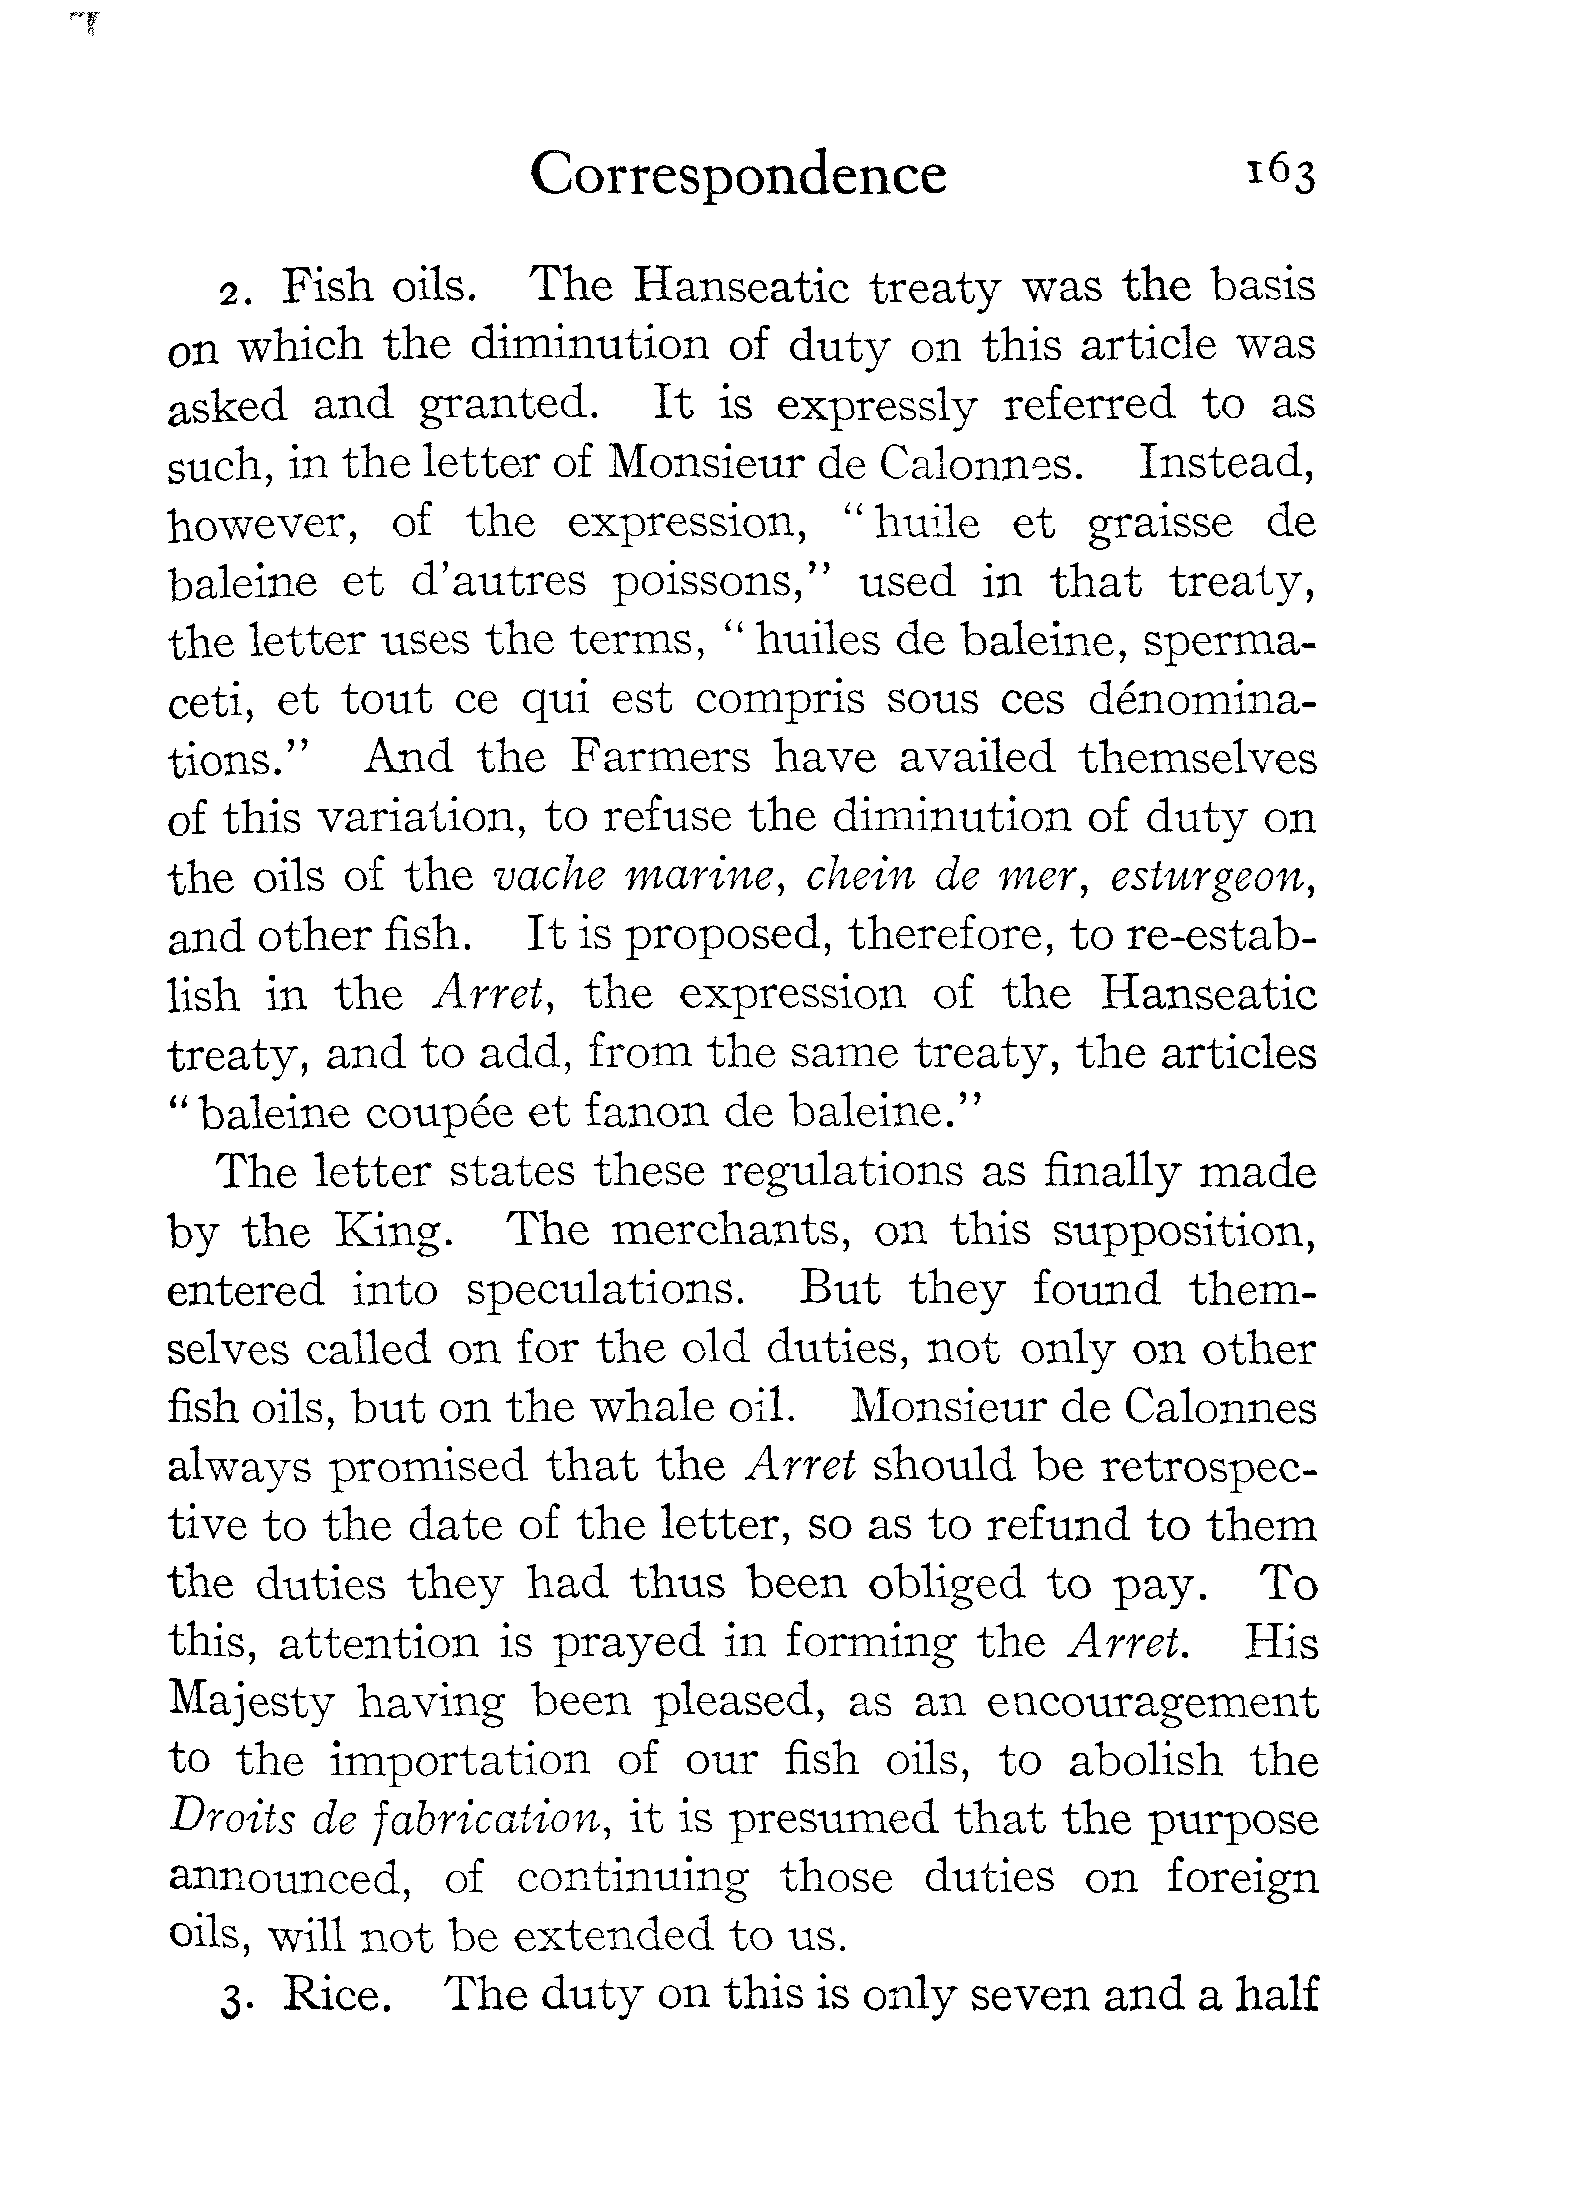 Correspondence 163
2. Fish oils. The Hanseatic treaty was the basis
on which the diminution of duty on this article was
asked and granted. It is expressly referred to as
such, in the letter of Monsieur de Calonnes. Instead,
however, of the expression, "huile et graisse de
baleine et d'autres poissons," used in that treaty,
the letter uses the terms, "huiles de baleine, sperma-
ceti, et tout ce qui est compris sous ces dénomina-
tions." And the Farmers have availed themselves
of this variation, to refuse the diminution of duty on
the oils of the vache marine, chein de mer, esturgeon,
and other fish. It is proposed, therefore, to re-estab-
lish in the Arret, the expression of the Hanseatic
treaty, and to add, from the same treaty, the articles
"baleine coupée et fanon de baleine."
The letter states these regulations as finally made
by the King. The merchants, on this supposition,
entered into speculations. But they found them-
selves called on for the old duties, not only on other
fish oils, but on the whale oil. Monsieur de Calonnes
always promised that the Arret should be retrospec-
tive to the date of the letter, so as to refund to them
the duties they had thus been obliged to pay. To
this, attention is prayed in forming the Arret. His
Majesty having been pleased, as an encouragement
to the importation of our fish oils, to abolish the
Droits de fabrication, it is presumed that the purpose
announced, of continuing those duties on foreign
oils, will not be extended to us.
3. Rice. The duty on this is only seven and a half